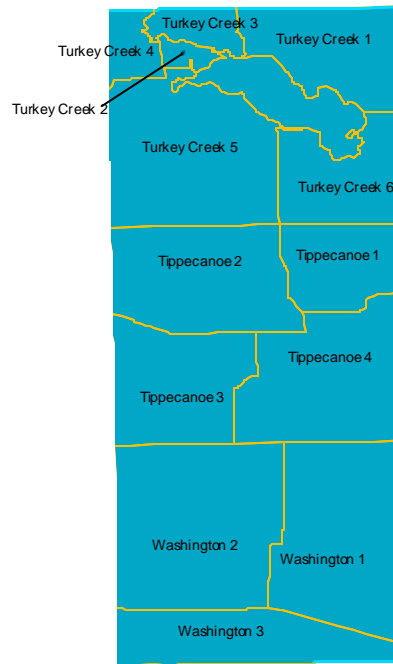 Turkey Creek 3
Turkey Creek 1
Turkey Creek 4
Turkey Creek 2
Turkey Creek 5
Turkey Creek 6
Tippecanoe 1
Tippecanoe 2
Tippecanoe 4
Tippecanoe 3
Washington 2
Washington 1
Washington 3